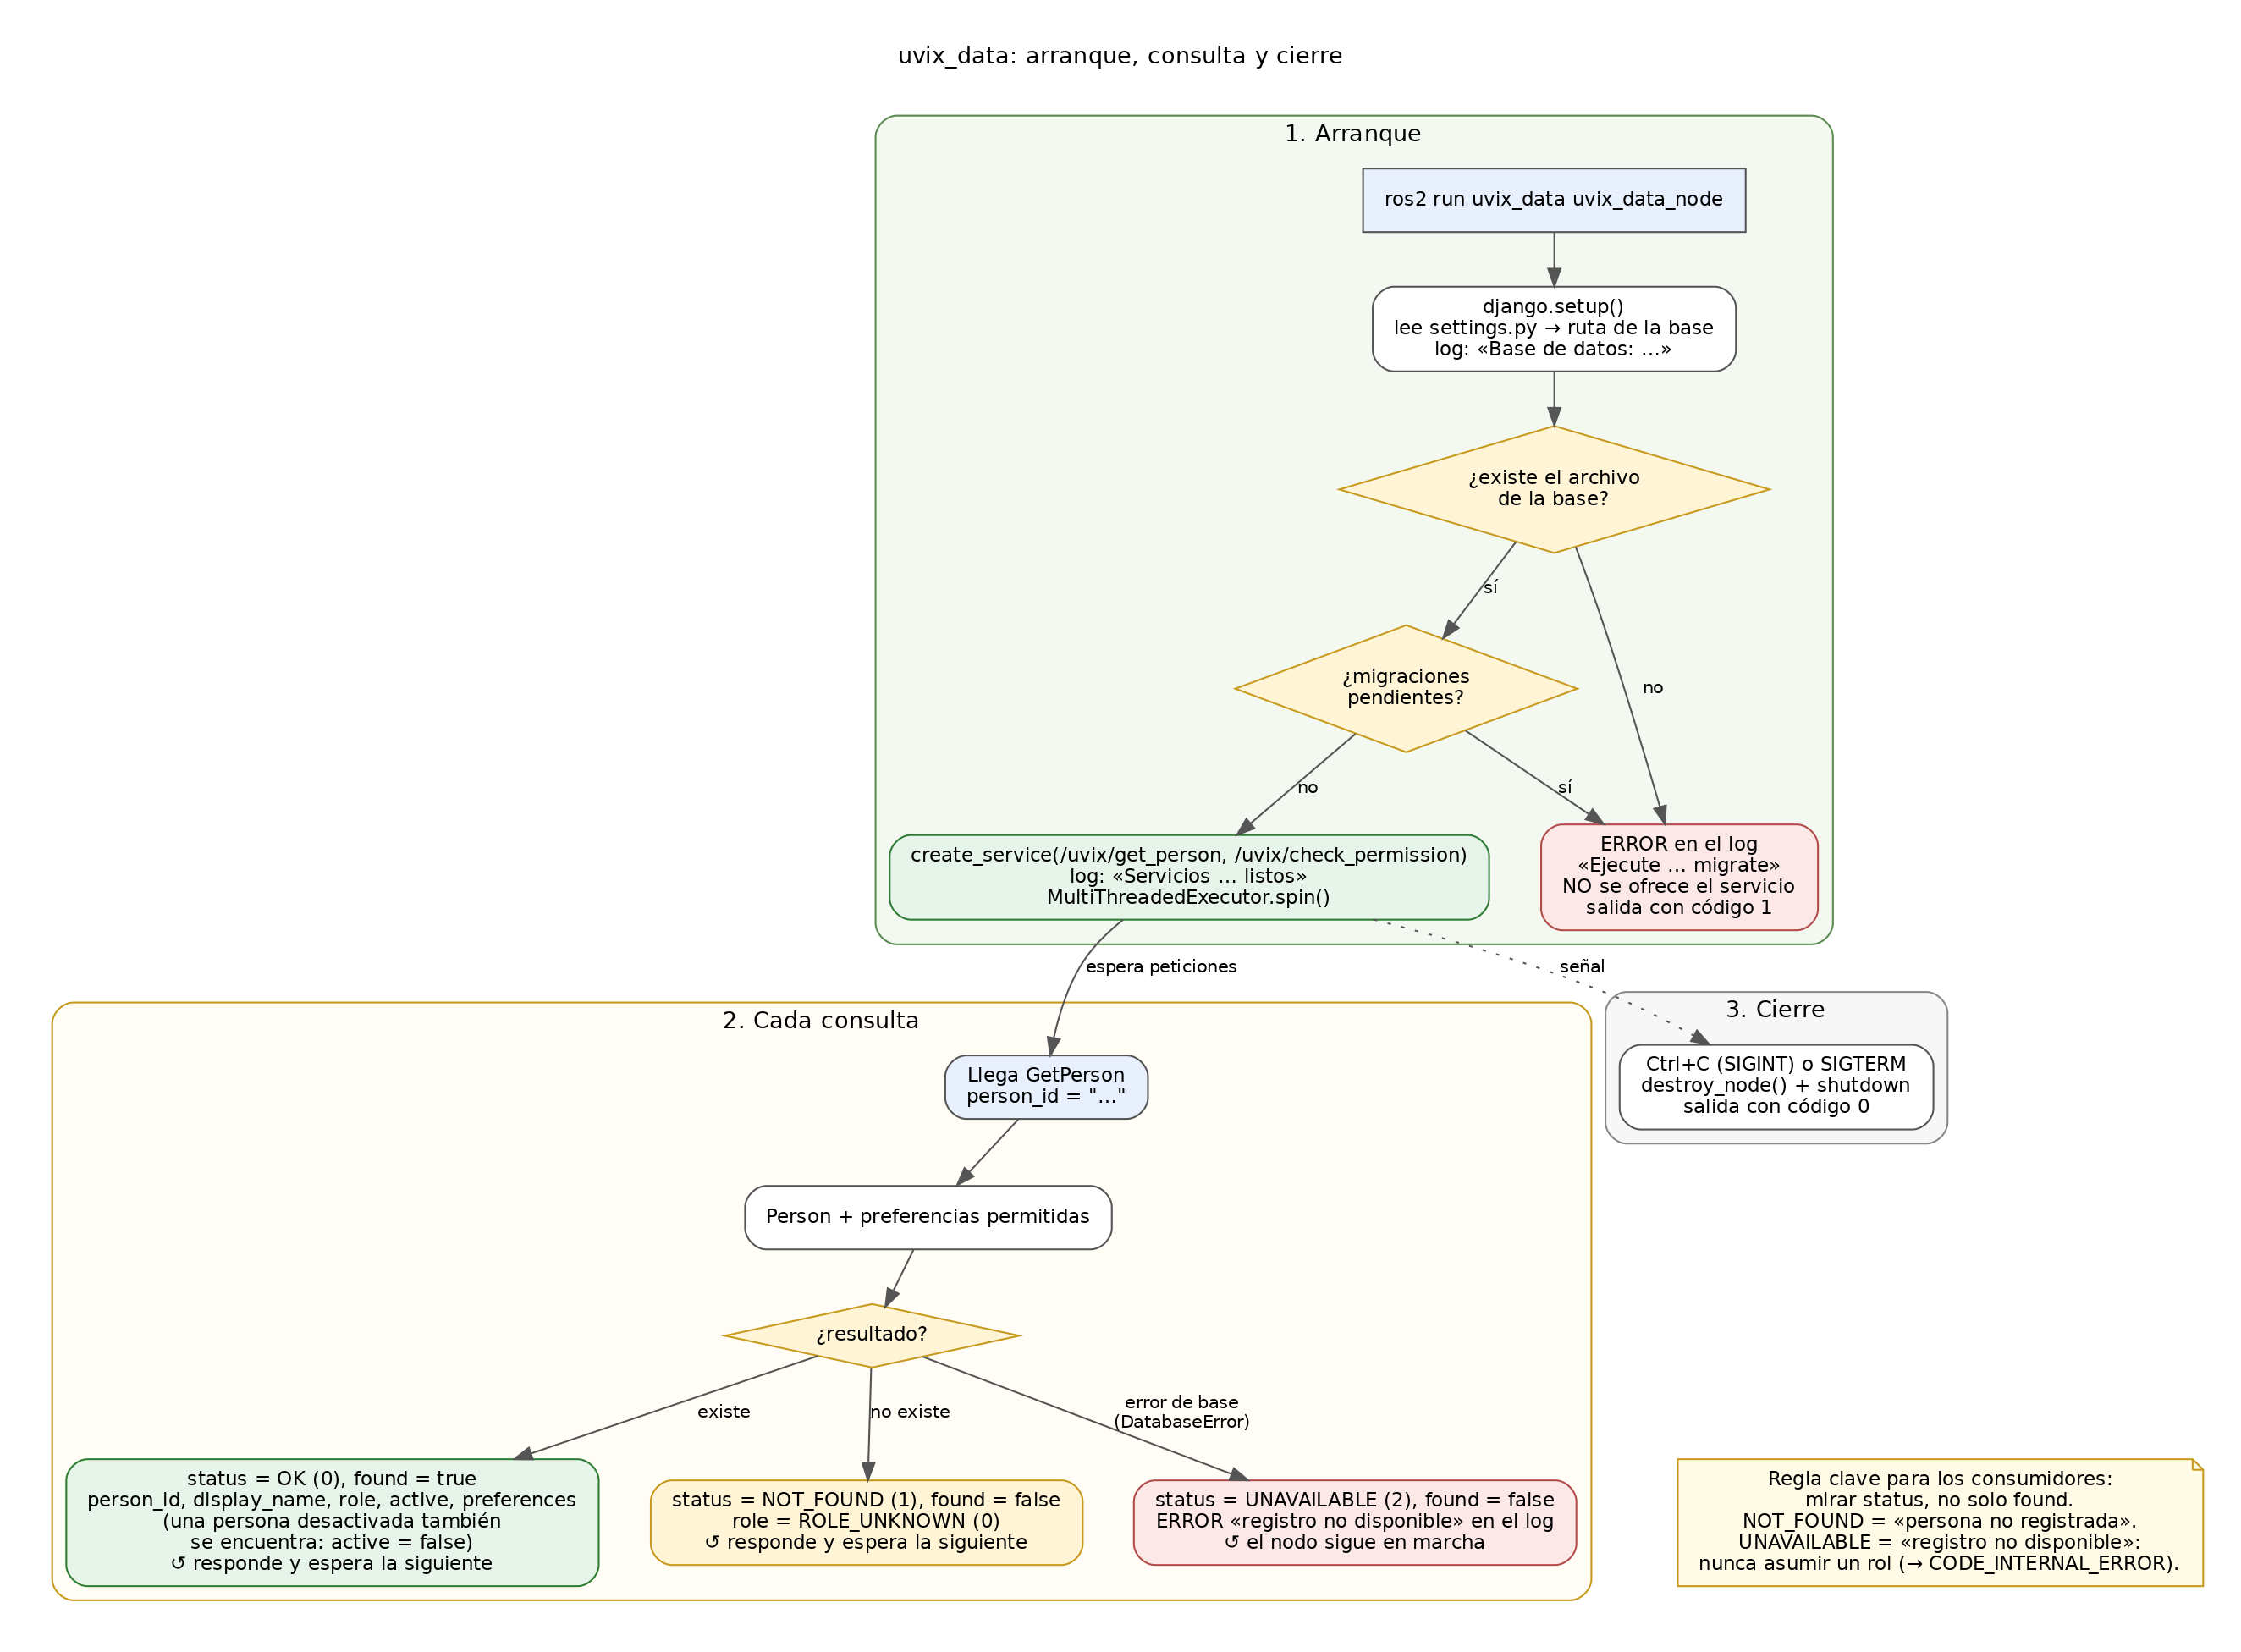 uvix_data: arranque, consulta y cierre
1. Arranque
ros2 run uvix_data uvix_data_node
django.setup()
lee settings.py → ruta de la base
log: «Base de datos: ...»
¿existe el archivo
de la base?
sí
no
¿migraciones
pendientes?
no
sí
create_service(/uvix/get_person, /uvix/check_permission)
log: «Servicios ... listos»
MultiThreadedExecutor.spin()
ERROR en el log
«Ejecute ... migrate»
NO se ofrece el servicio
salida con código 1
espera peticiones
señal
2. Cada consulta
Llega GetPerson
person_id = "..."
Person + preferencias permitidas
¿resultado?
existe
no existe
error de base
(DatabaseError)
status = OK (0), found = true
person_id, display_name, role, active, preferences
(una persona desactivada también
se encuentra: active = false)
↺ responde y espera la siguiente
status = NOT_FOUND (1), found = false
role = ROLE_UNKNOWN (0)
↺ responde y espera la siguiente
status = UNAVAILABLE (2), found = false
ERROR «registro no disponible» en el log
↺ el nodo sigue en marcha
3. Cierre
Ctrl+C (SIGINT) o SIGTERM
destroy_node() + shutdown
salida con código 0
Regla clave para los consumidores:
mirar status, no solo found.
NOT_FOUND = «persona no registrada».
UNAVAILABLE = «registro no disponible»:
nunca asumir un rol (→ CODE_INTERNAL_ERROR).